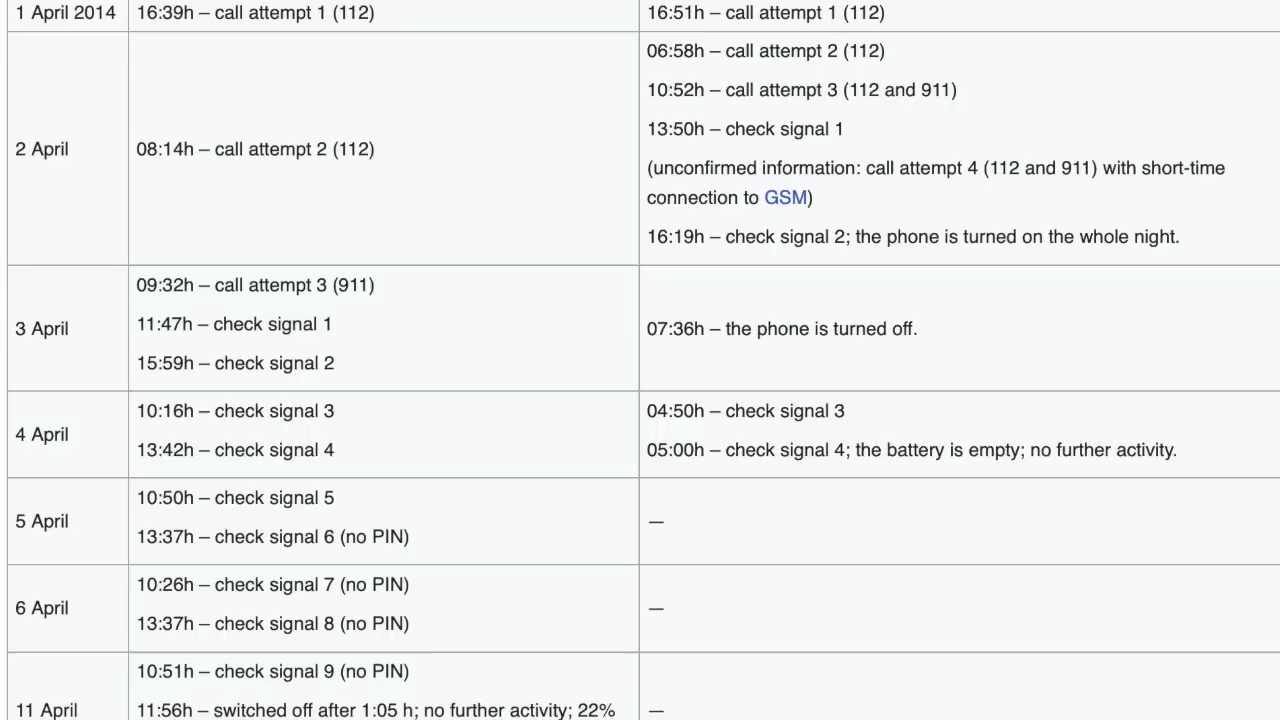 1 April 2014
16:39h – call attempt 1 (112)
16:51h – call attempt 1 (112)
2 April
08:14h – call attempt 2 (112)
06:58h – call attempt 2 (112)
10:52h – call attempt 3 (112 and 911)
13:50h – check signal 1
(unconfirmed information: call attempt 4 (112 and 911) with short-time
connection to GSM)
16:19h – check signal 2; the phone is turned on the whole night.
3 April
09:32h – call attempt 3 (911)
11:47h – check signal 1
15:59h – check signal 2
07:36h – the phone is turned off.
4 April
10:16h – check signal 3
13:42h – check signal 4
04:50h – check signal 3
05:00h – check signal 4; the battery is empty; no further activity.
5 April
10:50h – check signal 5
13:37h – check signal 6 (no PIN)
—
6 April
10:26h – check signal 7 (no PIN)
13:37h – check signal 8 (no PIN)
—
11 April
10:51h – check signal 9 (no PIN)
11:56h – switched off after 1:05 h; no further activity; 22%
—